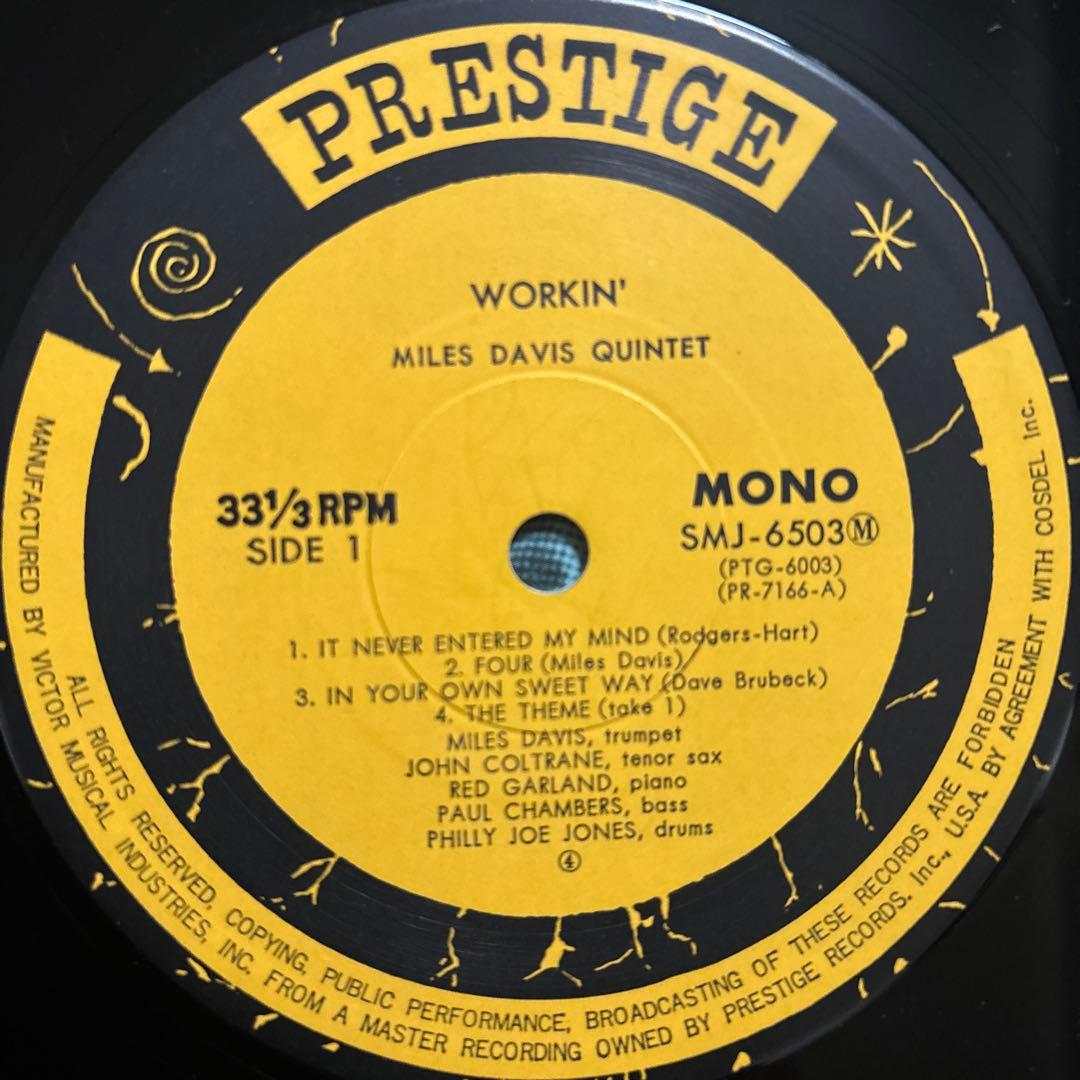 PRESTIGE
WORKIN'
MILES DAVIS QUINTET
33⅓ RPM
SIDE 1
MONO
SMJ-6503Ⓜ
(PTG-6003)
(PR-7166-A)
1. IT NEVER ENTERED MY MIND (Rodgers-Hart)
2. FOUR (Miles Davis)
3. IN YOUR OWN SWEET WAY (Dave Brubeck)
4. THE THEME (take 1)
MILES DAVIS, trumpet
JOHN COLTRANE, tenor sax
RED GARLAND, piano
PAUL CHAMBERS, bass
PHILLY JOE JONES, drums
④
ALL RIGHTS RESERVED, COPYING, PUBLIC PERFORMANCE, BROADCASTING OF THESE RECORDS ARE FORBIDDEN
MANUFACTURED BY VICTOR MUSICAL INDUSTRIES, INC. FROM A MASTER RECORDING OWNED BY PRESTIGE RECORDS. Inc., U.S.A. BY AGREEMENT WITH COSDEL Inc.